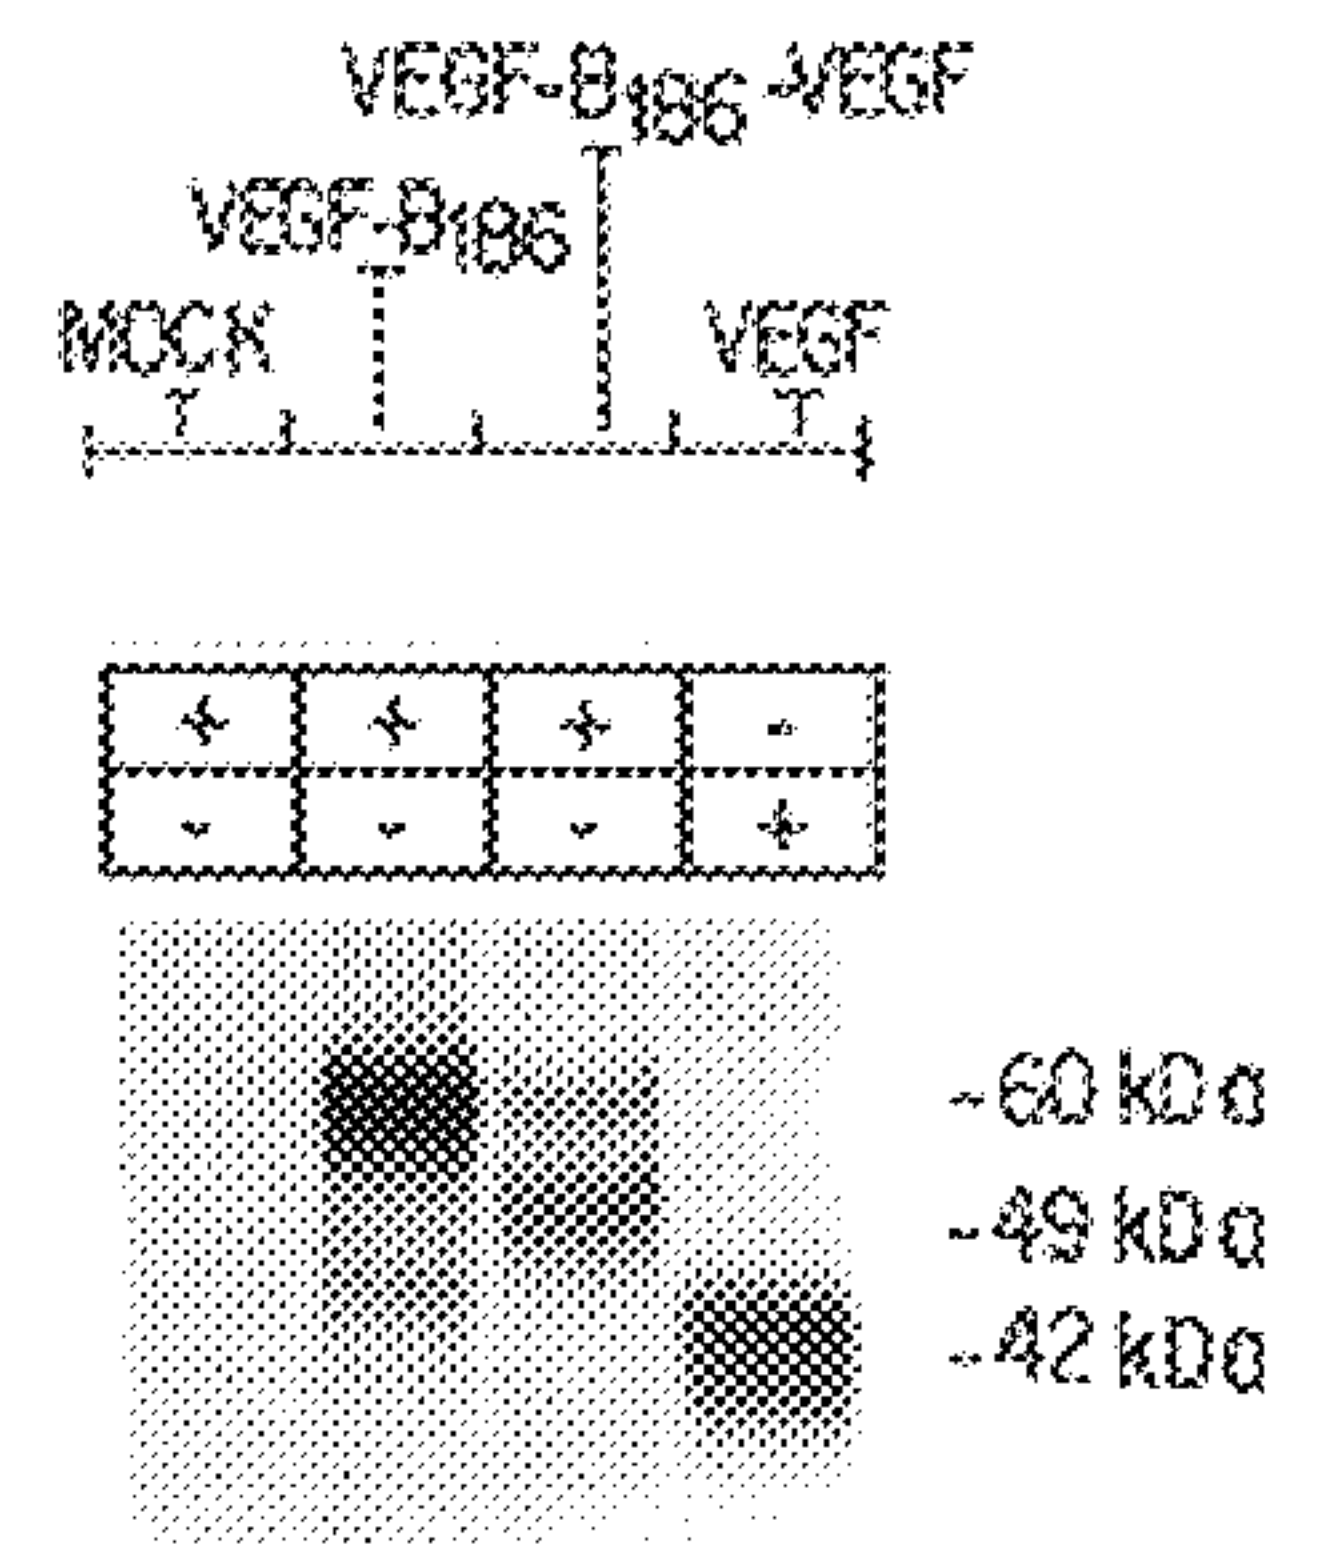 VEGF-B186-VEGF
VEGF-B186
MOCK VEGF
+ + + -
- - - +
-60 kDa
-49 kDa
-42 kDa